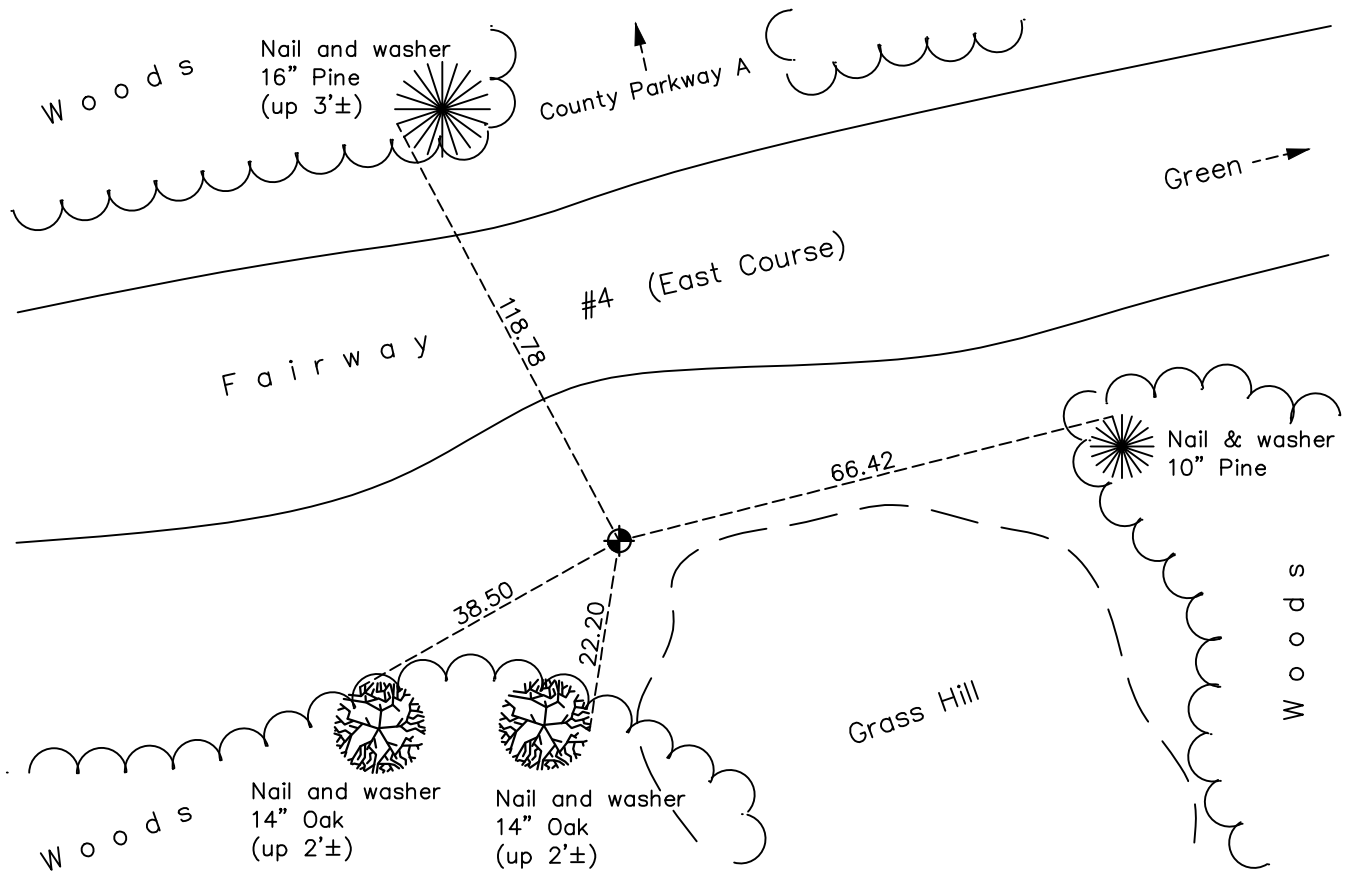 Woods
Nail and washer
16" Pine
(up 3'±)
County Parkway A
Green
#4 (East Course)
Fairway
118.78
66.42
Nail & washer
10" Pine
38.50
22.20
Woods
Grass Hill
Nail and washer
14" Oak
(up 2'±)
Nail and washer
14" Oak
(up 2'±)
Woods